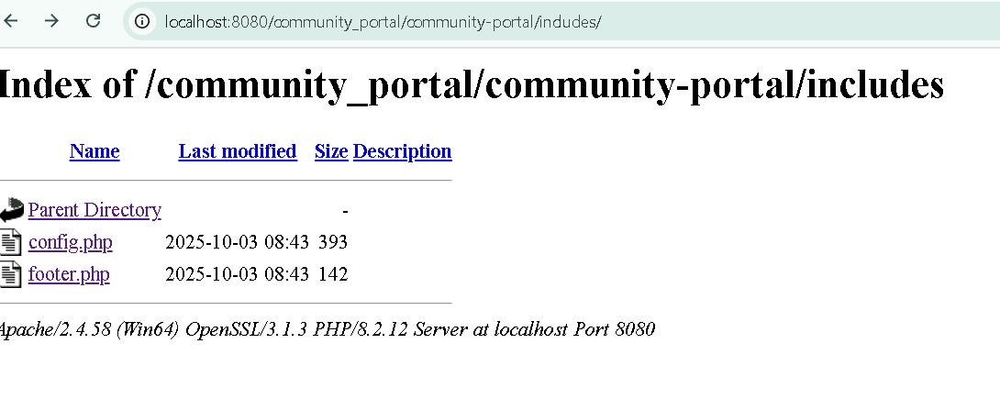 localhost:8080/community_portal/community-portal/includes/
Index of /community_portal/community-portal/includes
Name Last modified Size Description
Parent Directory -
config.php 2025-10-03 08:43 393
footer.php 2025-10-03 08:43 142
Apache/2.4.58 (Win64) OpenSSL/3.1.3 PHP/8.2.12 Server at localhost Port 8080